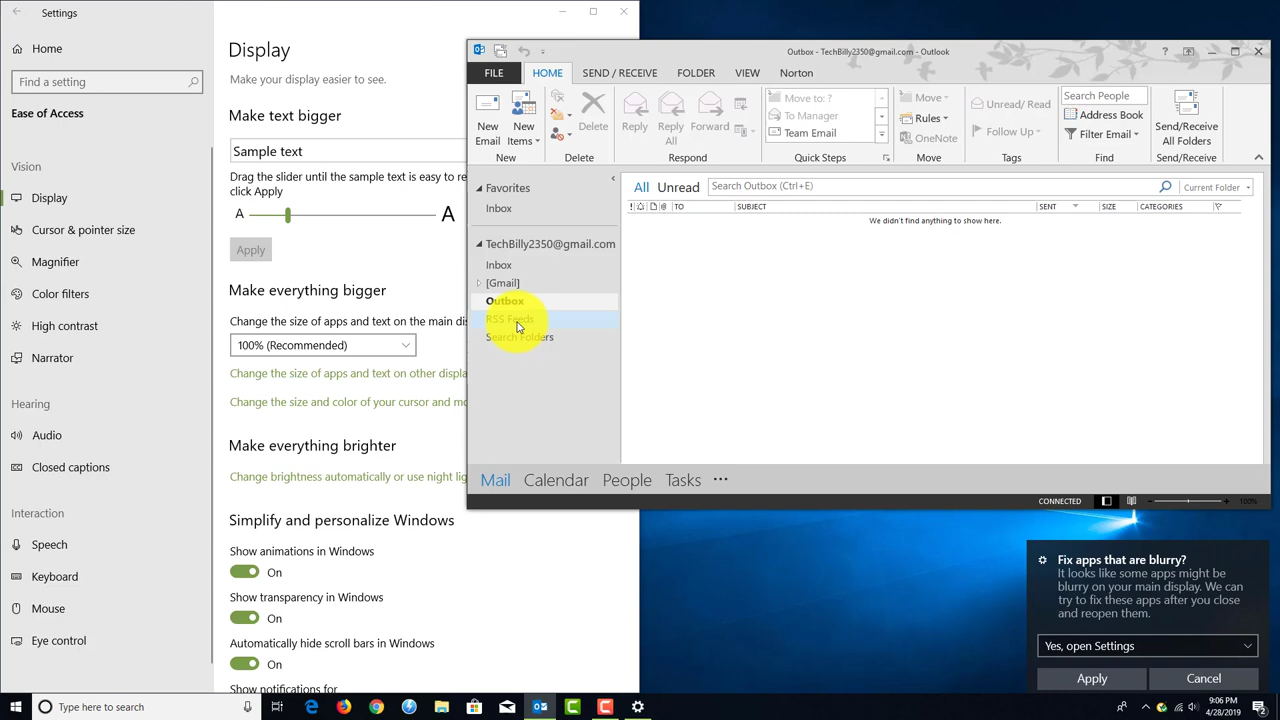 Settings
Home
Find a setting
Ease of Access
Vision
Display
Cursor & pointer size
Magnifier
Color filters
High contrast
Narrator
Hearing
Audio
Closed captions
Interaction
Speech
Keyboard
Mouse
Eye control
Display
Make your display easier to see.
Make text bigger
Sample text
Drag the slider until the sample text is easy to re
click Apply
A A
Apply
Make everything bigger
Change the size of apps and text on the main dis
100% (Recommended)
Change the size of apps and text on other displa
Change the size and color of your cursor and mo
Make everything brighter
Change brightness automatically or use night lig
Simplify and personalize Windows
Show animations in Windows
On
Show transparency in Windows
On
Automatically hide scroll bars in Windows
On
Show notifications for
Outbox - TechBilly2350@gmail.com - Outlook
FILE HOME SEND / RECEIVE FOLDER VIEW Norton
New Email
New Items
New
Delete
Delete
Reply
Reply All
Forward
Respond
Move to: ?
To Manager
Team Email
Quick Steps
Move
Rules
OneNote
Move
Unread/ Read
Follow Up
Tags
Search People
Address Book
Filter Email
Find
Send/Receive All Folders
Send/Receive
Favorites
Inbox
TechBilly2350@gmail.com
Inbox
[Gmail]
Outbox
RSS Feeds
Search Folders
All Unread
Search Outbox (Ctrl+E)
Current Folder
! TO SUBJECT SENT SIZE CATEGORIES
We didn't find anything to show here.
Mail Calendar People Tasks ...
CONNECTED
100%
Fix apps that are blurry?
It looks like some apps might be
blurry on your main display. We can
try to fix these apps after you close
and reopen them.
Yes, open Settings
Apply Cancel
Type here to search
9:06 PM
4/28/2019
2